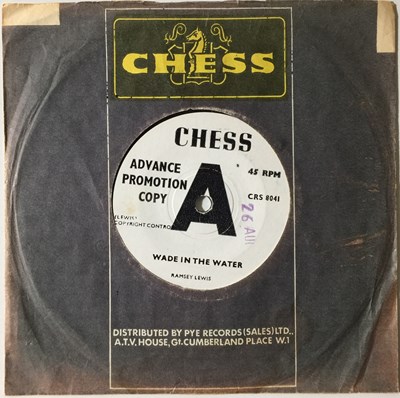 CHESS
CHESS
ADVANCE
PROMOTION
COPY
A
45 RPM
CRS 8041
(LEWIS)
COPYRIGHT CONTROL
WADE IN THE WATER
RAMSEY LEWIS
DISTRIBUTED BY PYE RECORDS (SALES) LTD.,
A.T.V. HOUSE, Gt. CUMBERLAND PLACE W.1